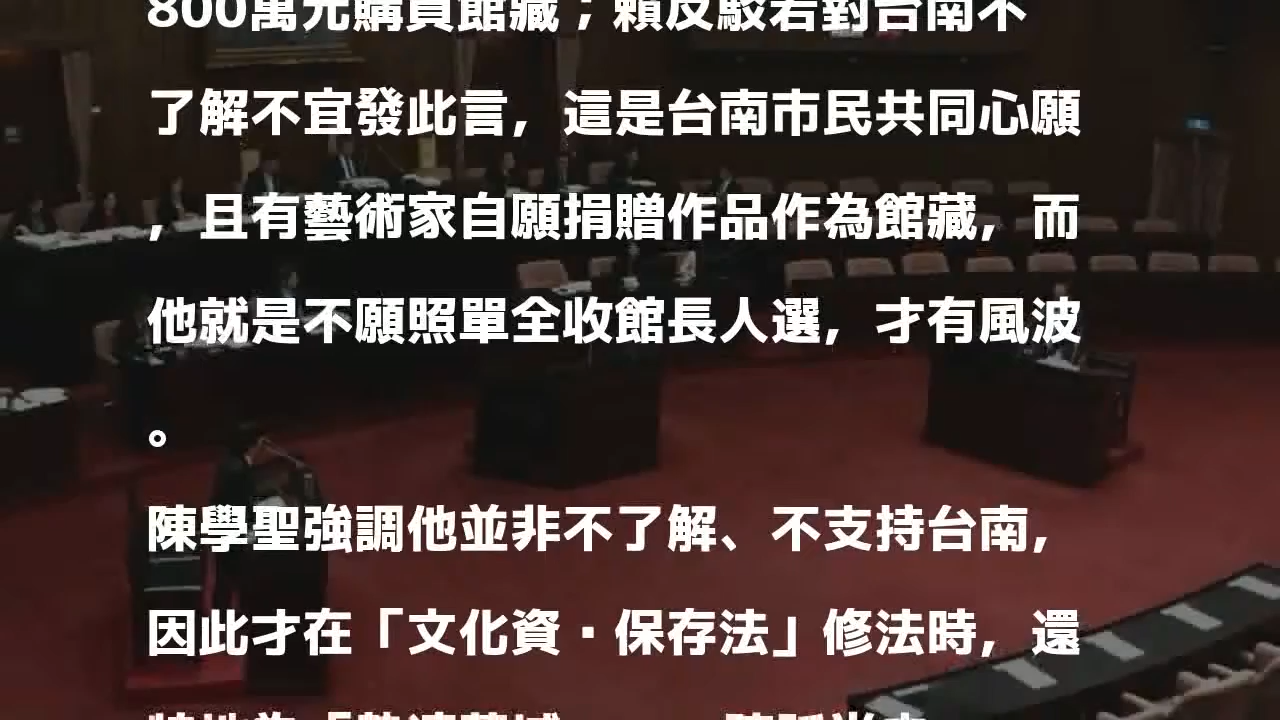 800萬元購買館藏；賴反駁若對台南不
了解不宜發此言，這是台南市民共同心願
，且有藝術家自願捐贈作品作為館藏，而
他就是不願照單全收館長人選，才有風波
。
陳學聖強調他並非不了解、不支持台南，
因此才在「文化資·保存法」修法時，還